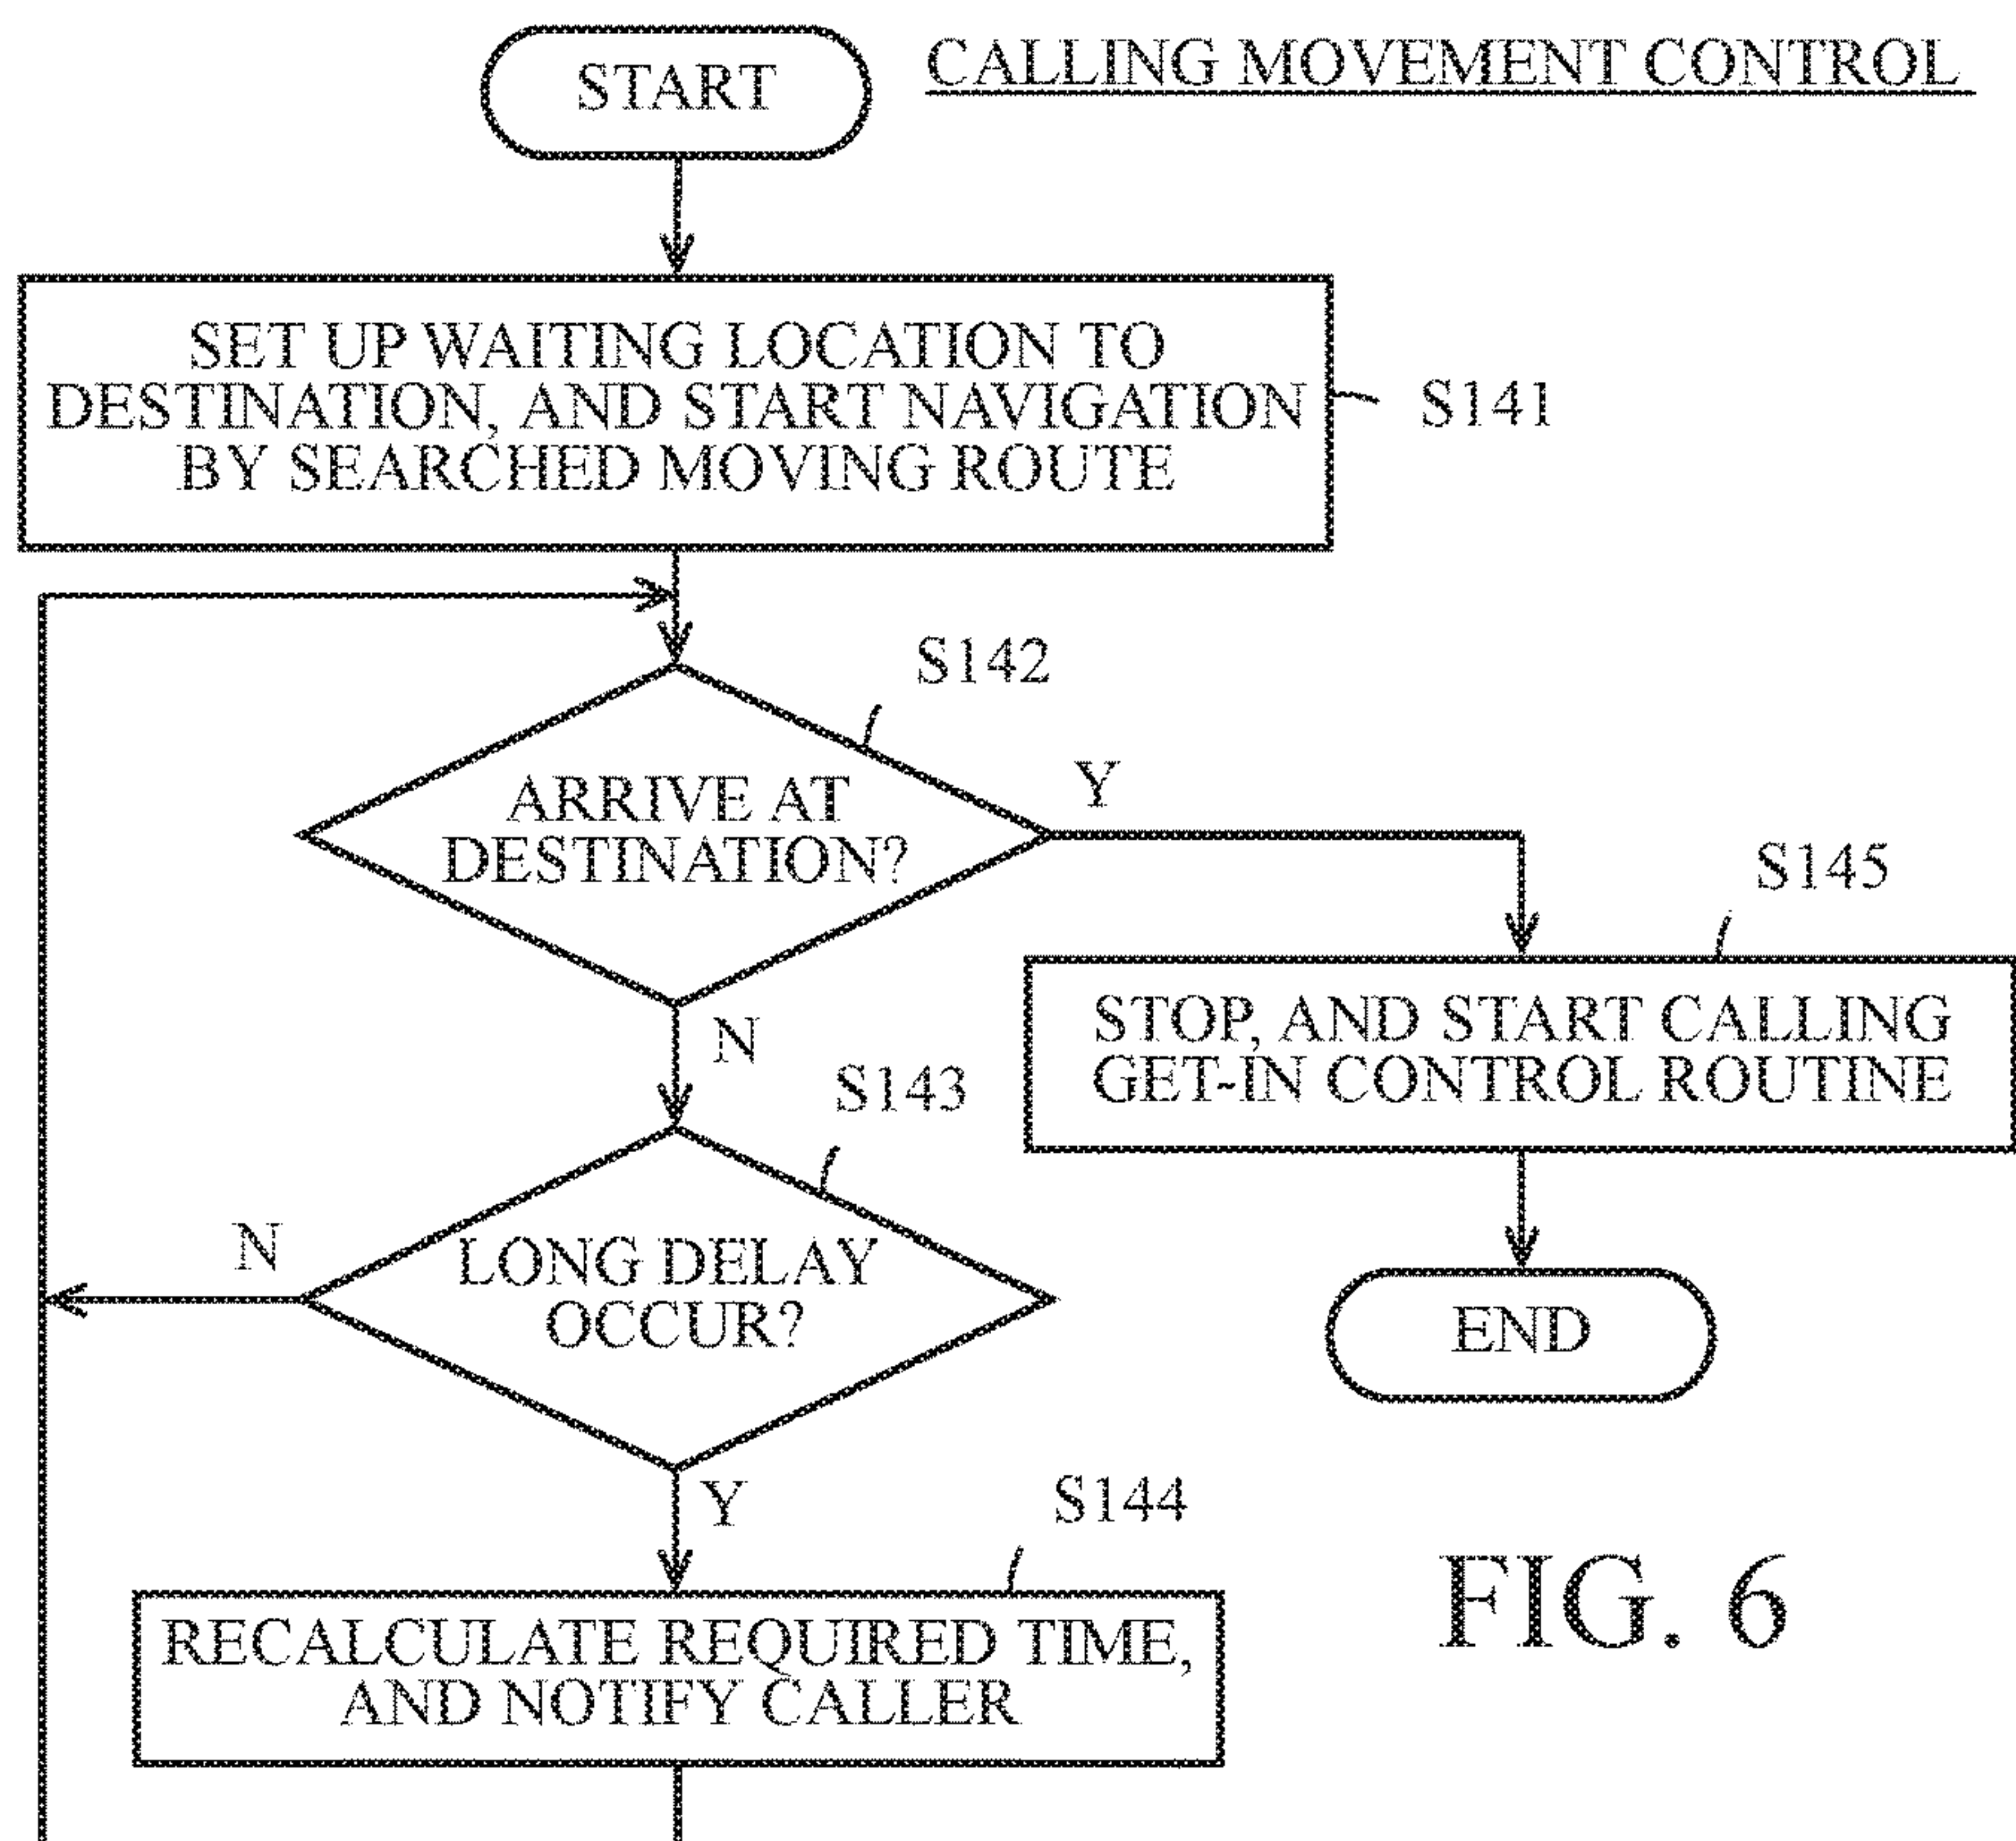 START
CALLING MOVEMENT CONTROL
SET UP WAITING LOCATION TO
DESTINATION, AND START NAVIGATION
BY SEARCHED MOVING ROUTE
S141
S142
ARRIVE AT
DESTINATION?
Y
S145
STOP, AND START CALLING
GET-IN CONTROL ROUTINE
N
S143
N
LONG DELAY
OCCUR?
END
Y
S144
RECALCULATE REQUIRED TIME,
AND NOTIFY CALLER
FIG. 6